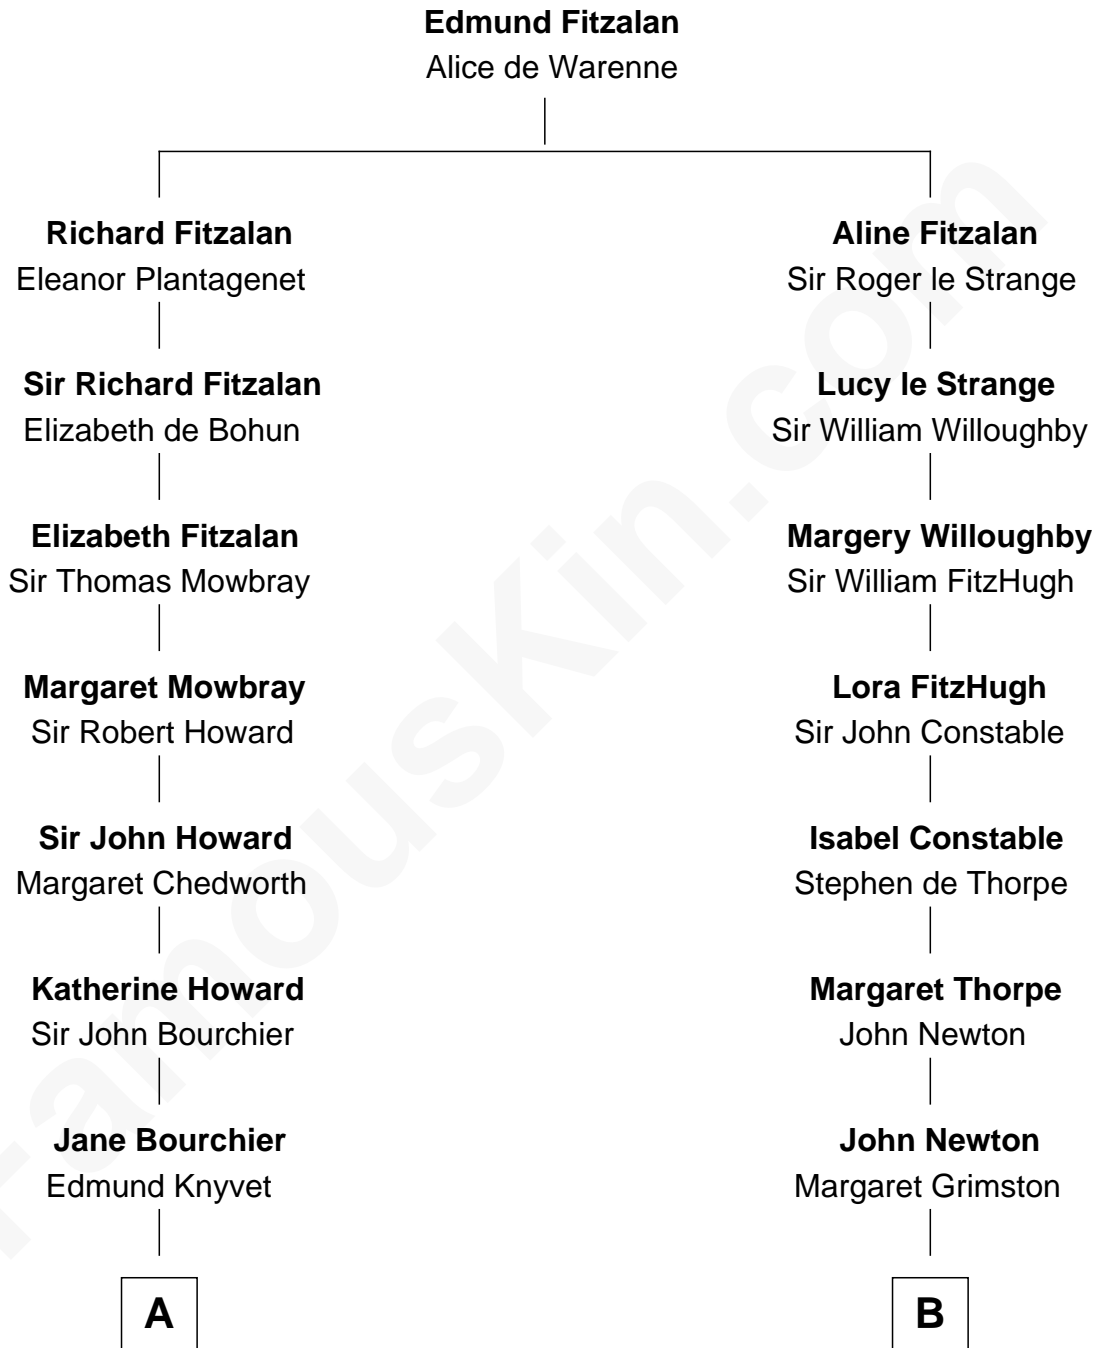 Edmund Fitzalan
Alice de Warenne
Richard Fitzalan
Eleanor Plantagenet
Aline Fitzalan
Sir Roger le Strange
Sir Richard Fitzalan
Elizabeth de Bohun
Lucy le Strange
Sir William Willoughby
Elizabeth Fitzalan
Sir Thomas Mowbray
Margery Willoughby
Sir William FitzHugh
Margaret Mowbray
Sir Robert Howard
Lora FitzHugh
Sir John Constable
Sir John Howard
Margaret Chedworth
Isabel Constable
Stephen de Thorpe
Katherine Howard
Sir John Bourchier
Margaret Thorpe
John Newton
Jane Bourchier
Edmund Knyvet
John Newton
Margaret Grimston
A
B
FamousKin.com